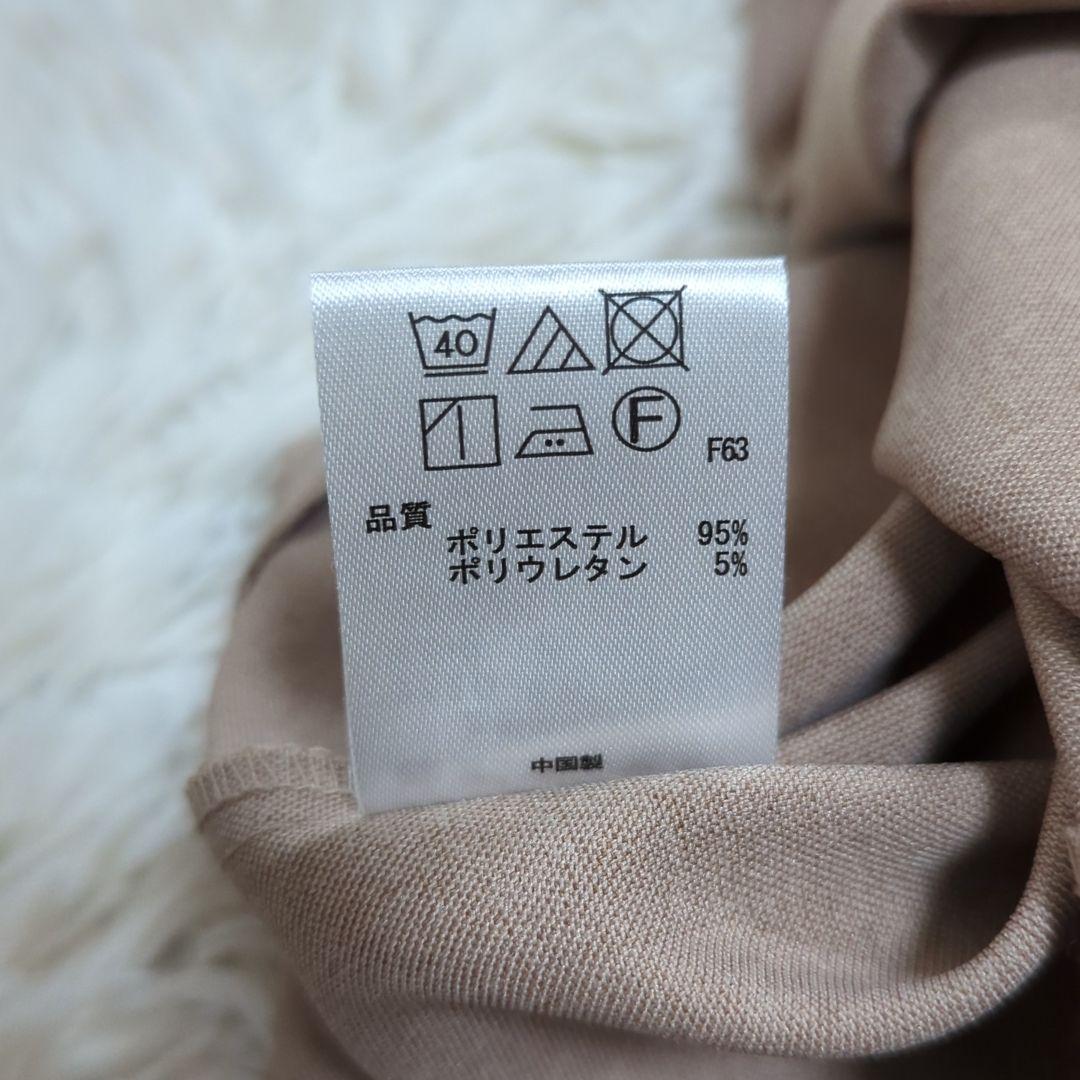 40
F
F63
品質
ポリエステル 95%
ポリウレタン 5%
中国製